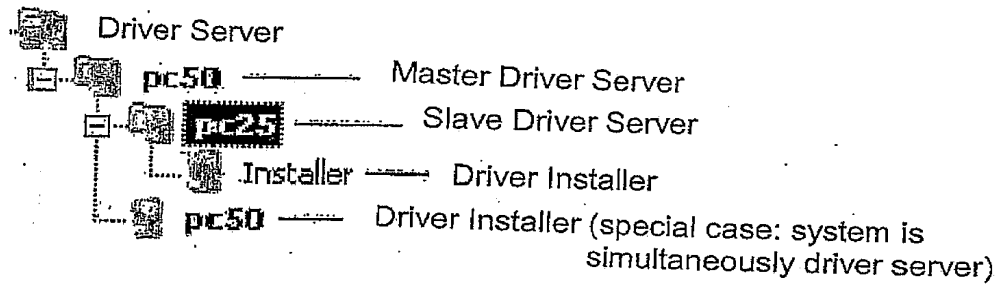 Driver Server
pc50 Master Driver Server
pc25 Slave Driver Server
Installer Driver Installer
pc50 Driver Installer (special case: system is
simultaneously driver server)